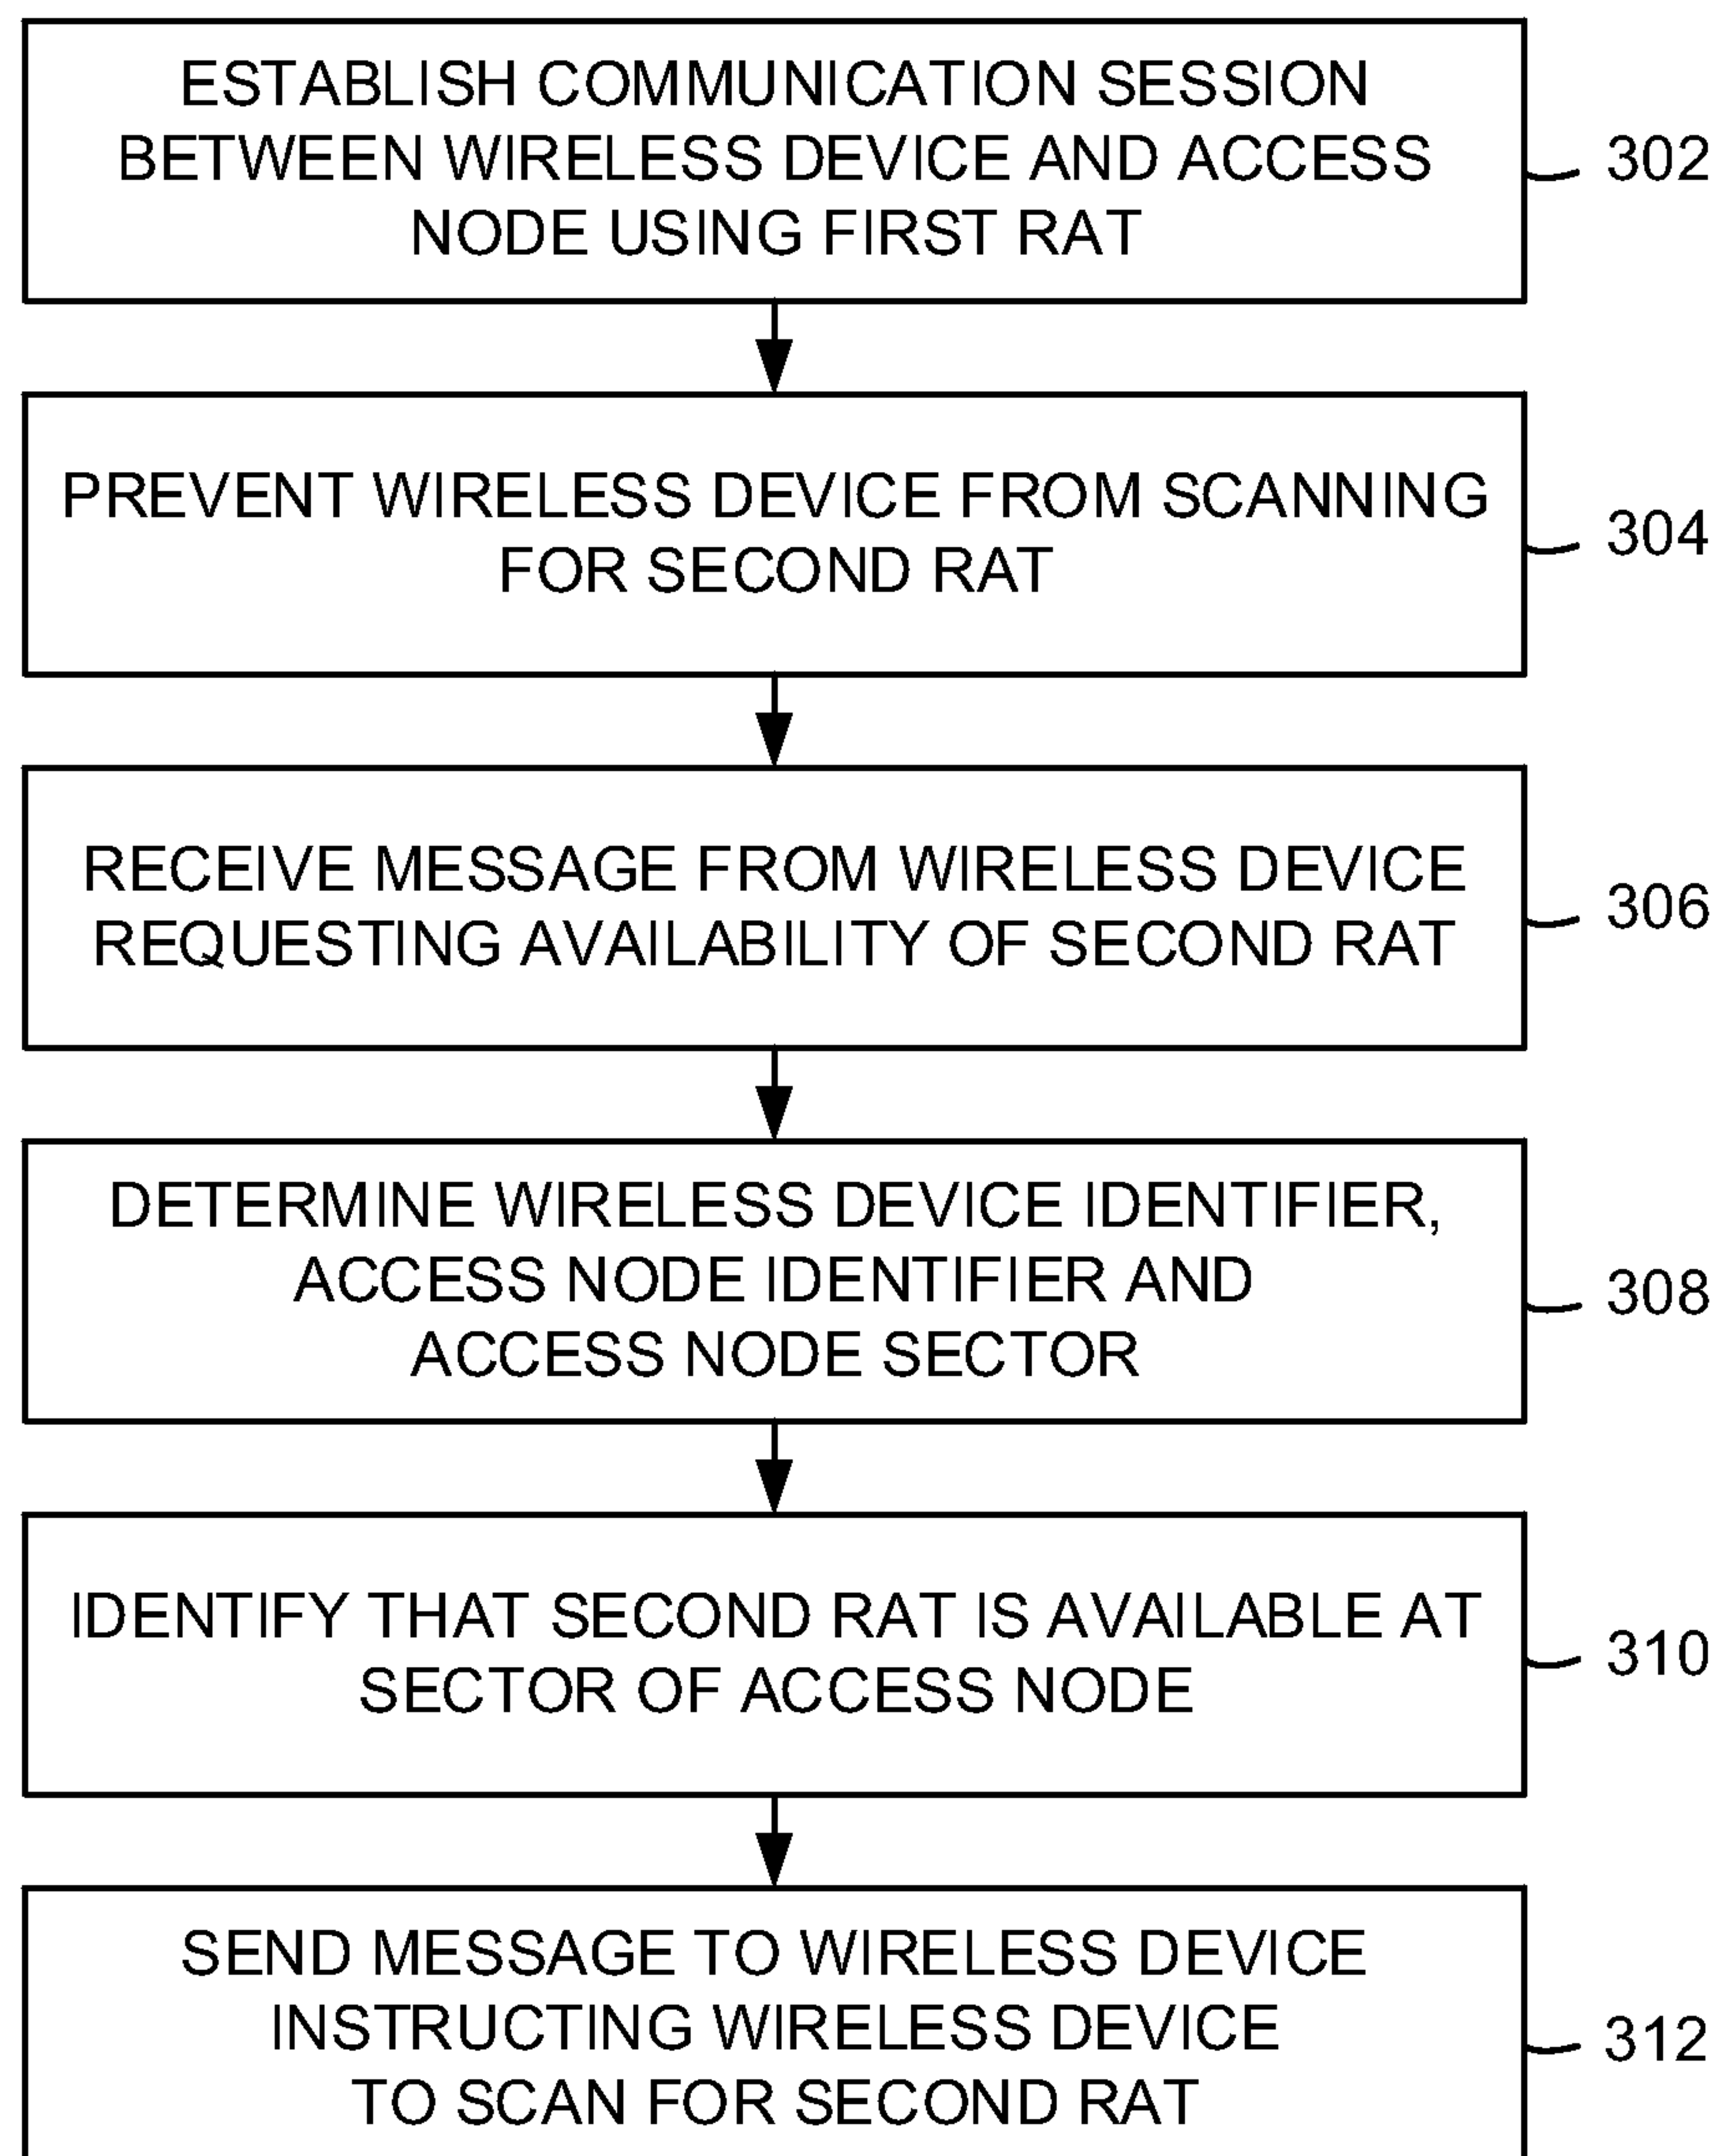 ESTABLISH COMMUNICATION SESSION
BETWEEN WIRELESS DEVICE AND ACCESS
NODE USING FIRST RAT
302
PREVENT WIRELESS DEVICE FROM SCANNING
FOR SECOND RAT
304
RECEIVE MESSAGE FROM WIRELESS DEVICE
REQUESTING AVAILABILITY OF SECOND RAT
306
DETERMINE WIRELESS DEVICE IDENTIFIER,
ACCESS NODE IDENTIFIER AND
ACCESS NODE SECTOR
308
IDENTIFY THAT SECOND RAT IS AVAILABLE AT
SECTOR OF ACCESS NODE
310
SEND MESSAGE TO WIRELESS DEVICE
INSTRUCTING WIRELESS DEVICE
TO SCAN FOR SECOND RAT
312